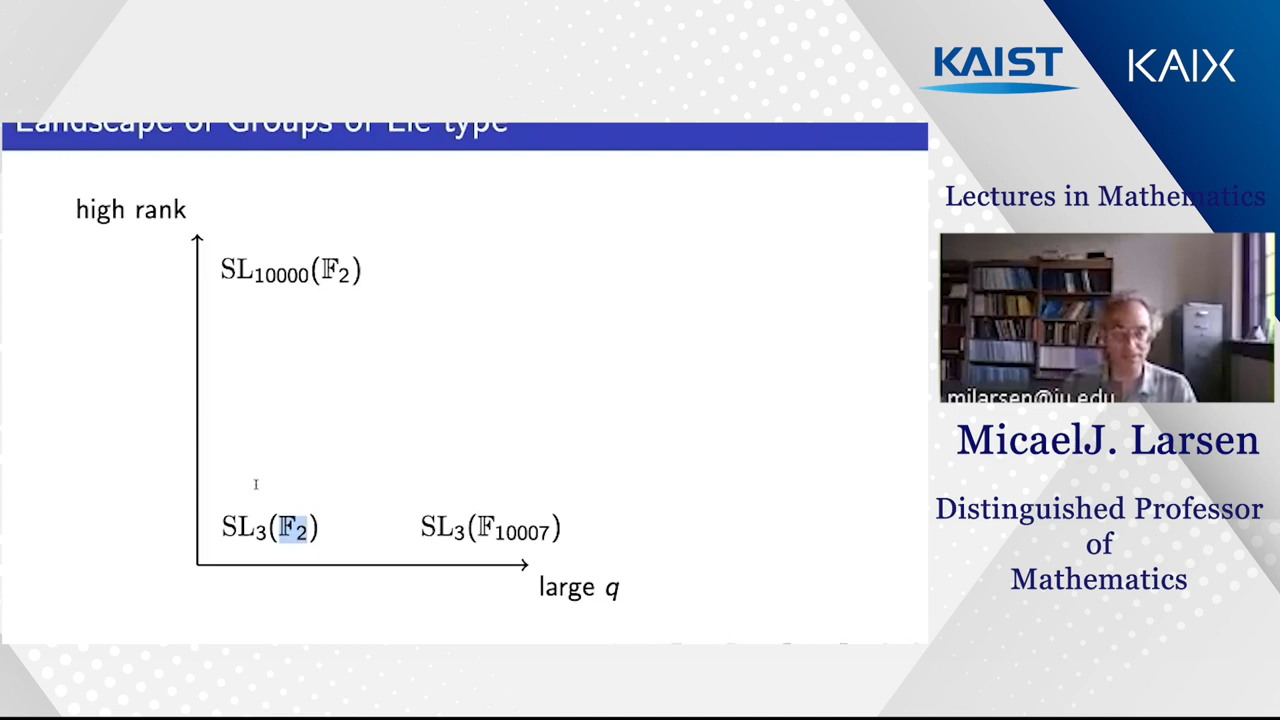 KAIST KAIX
Landscape of Groups of Lie type
high rank
SL₁₀₀₀₀(𝔽₂)
SL₃(𝔽₂) SL₃(𝔽₁₀₀₀₇)
large q
Lectures in Mathematics
milarsen@iu.edu
MicaelJ. Larsen
Distinguished Professor
of
Mathematics